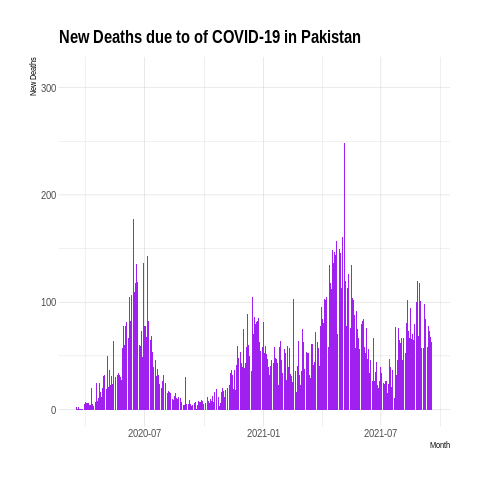 New Deaths due to of COVID-19 in Pakistan
New Deaths
300
200
100
0
2020-07
2021-01
2021-07
Month